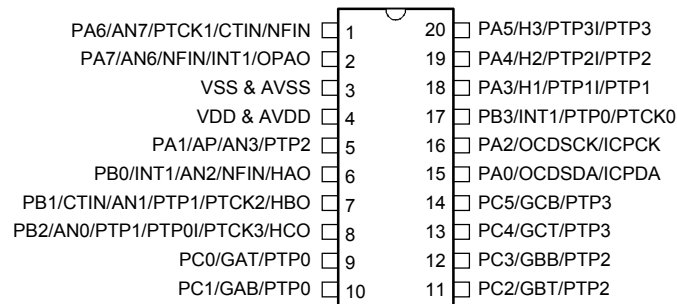 PA6/AN7/PTCK1/CTIN/NFIN 1 20 PA5/H3/PTP3I/PTP3
PA7/AN6/NFIN/INT1/OPAO 2 19 PA4/H2/PTP2I/PTP2
VSS & AVSS 3 18 PA3/H1/PTP1I/PTP1
VDD & AVDD 4 17 PB3/INT1/PTP0/PTCK0
PA1/AP/AN3/PTP2 5 16 PA2/OCDSCK/ICPCK
PB0/INT1/AN2/NFIN/HAO 6 15 PA0/OCDSDA/ICPDA
PB1/CTIN/AN1/PTP1/PTCK2/HBO 7 14 PC5/GCB/PTP3
PB2/AN0/PTP1/PTP0I/PTCK3/HCO 8 13 PC4/GCT/PTP3
PC0/GAT/PTP0 9 12 PC3/GBB/PTP2
PC1/GAB/PTP0 10 11 PC2/GBT/PTP2